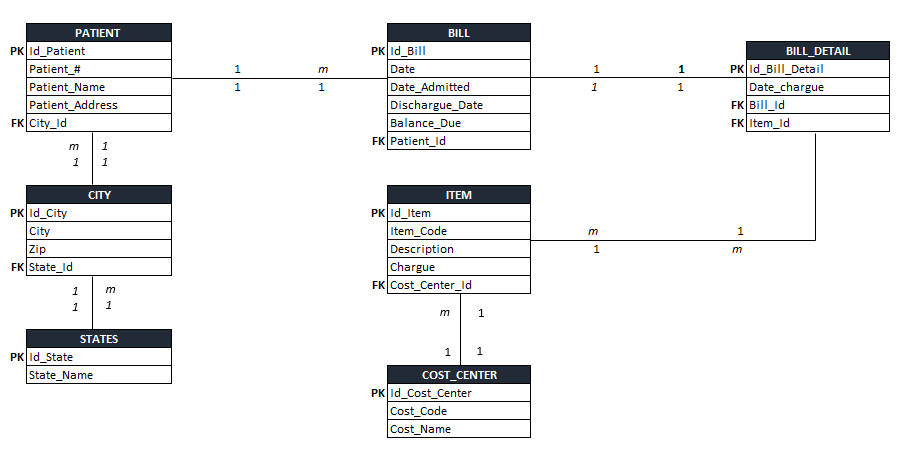 PATIENT
PK Id_Patient
Patient_#
Patient_Name
Patient_Address
FK City_Id
1 m
1 1
BILL
PK Id_Bill
Date
Date_Admitted
Dischargue_Date
Balance_Due
FK Patient_Id
1 1
1 1
BILL_DETAIL
PK Id_Bill_Detail
Date_chargue
FK Bill_Id
FK Item_Id
m 1
1 1
CITY
PK Id_City
City
Zip
FK State_Id
ITEM
PK Id_Item
Item_Code
Description
Chargue
FK Cost_Center_Id
m 1
1 m
1 m
1 1
STATES
PK Id_State
State_Name
m 1
1 1
COST_CENTER
PK Id_Cost_Center
Cost_Code
Cost_Name